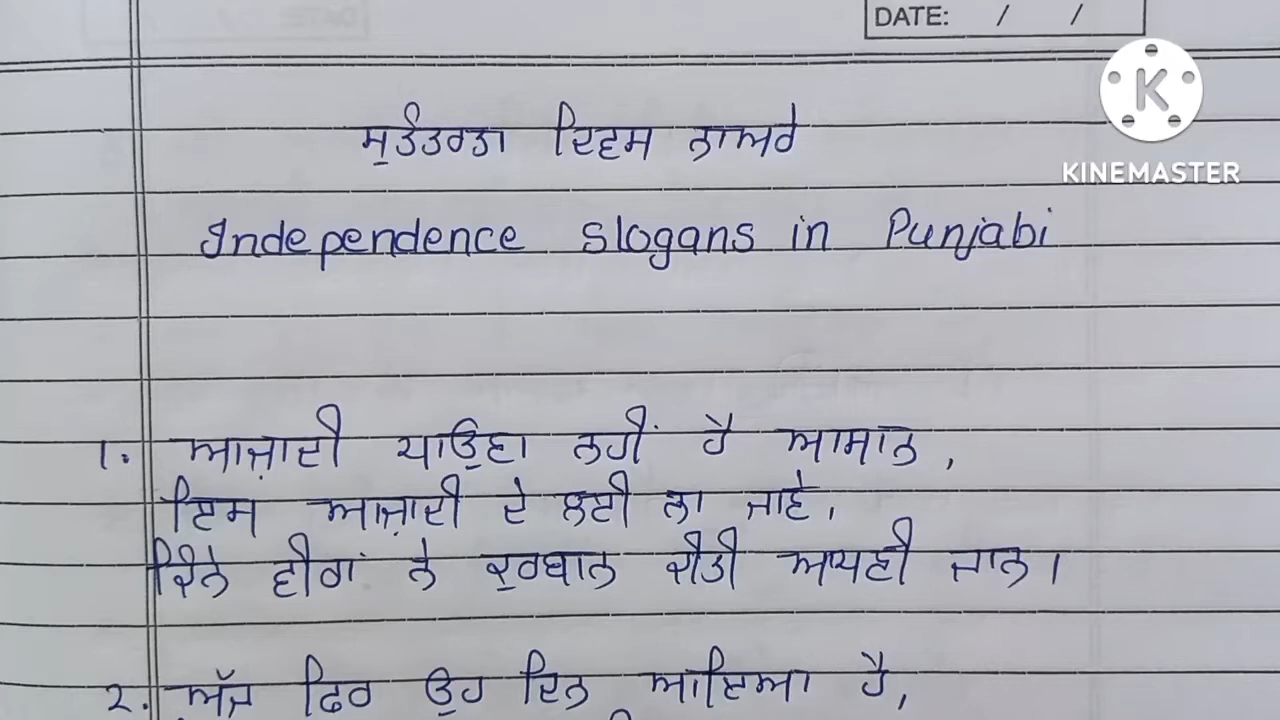 DATE: / /
KINEMASTER
ਸੁਤੰਤਰਤਾ ਦਿਵਸ ਨਾਅਰੇ
Independence slogans in Punjabi
1. ਆਜ਼ਾਦੀ ਪਾਉਣਾ ਨਹੀਂ ਹੈ ਆਸਾਨ,
ਇਸ ਆਜ਼ਾਦੀ ਦੇ ਲਈ ਨਾ ਜਾਣੇ,
ਕਿੰਨੇ ਵੀਰਾਂ ਨੇ ਕੁਰਬਾਨ ਕੀਤੀ ਆਪਣੀ ਜਾਨ।
2. ਅੱਜ ਫਿਰ ਉਹ ਦਿਨ ਆਇਆ ਹੈ,